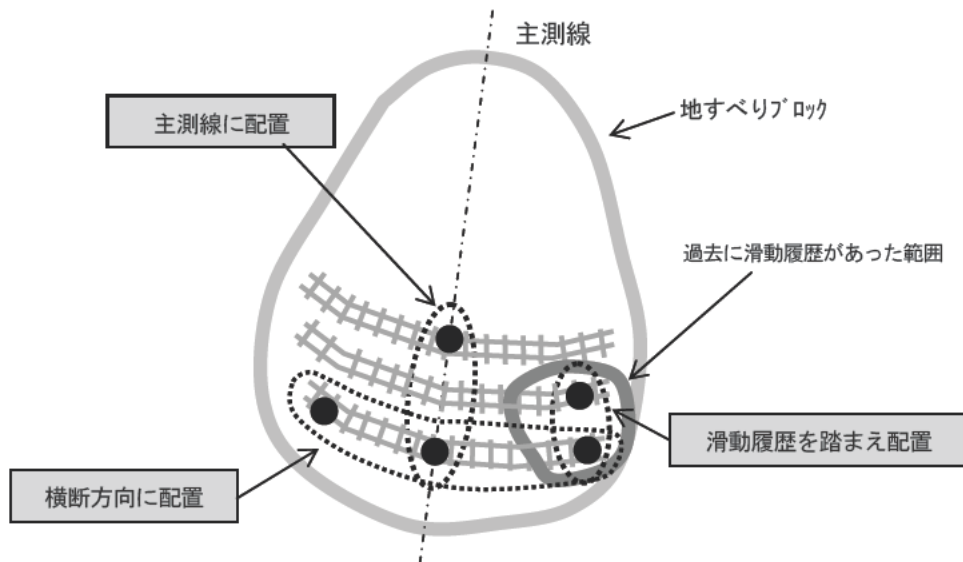 主測線
主測線に配置
地すべりﾌﾞﾛｯｸ
過去に滑動履歴があった範囲
滑動履歴を踏まえ配置
横断方向に配置